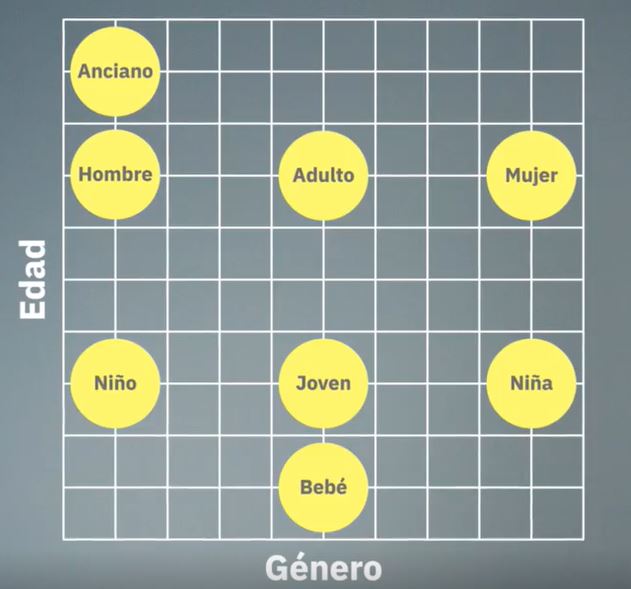 Anciano
Hombre
Adulto
Mujer
Edad
Niño
Joven
Niña
Bebé
Género